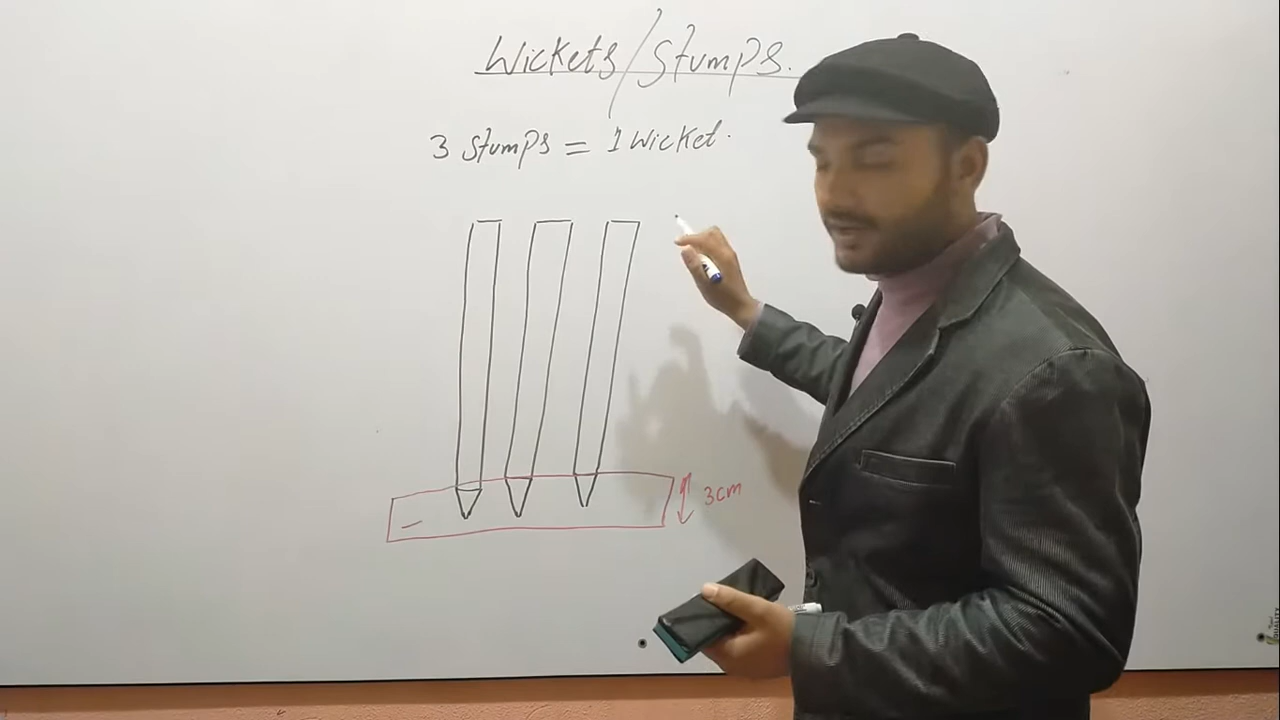 Wickets/Stumps.
3 Stumps = 1 Wicket.
3cm